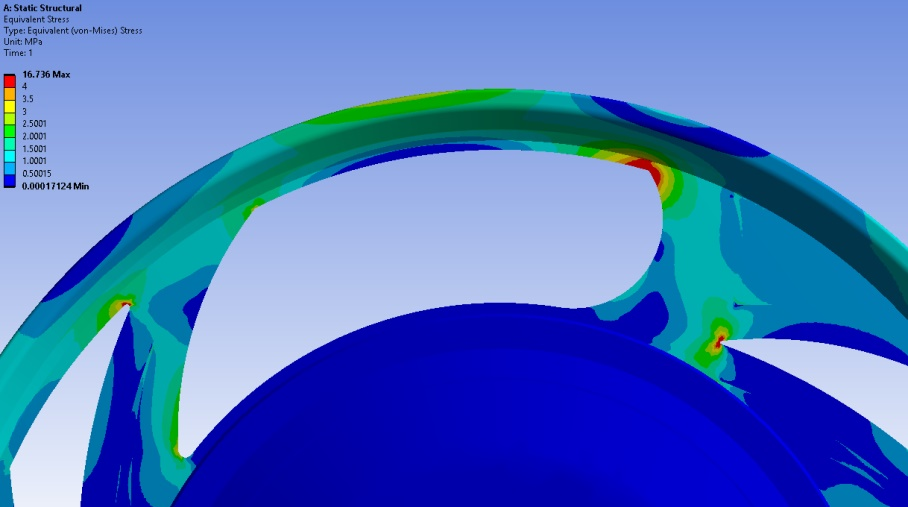 A: Static Structural
Equivalent Stress
Type: Equivalent (von-Mises) Stress
Unit: MPa
Time: 1
16.736 Max
4
3.5
3
2.5001
2.0001
1.5001
1.0001
0.50015
0.00017124 Min